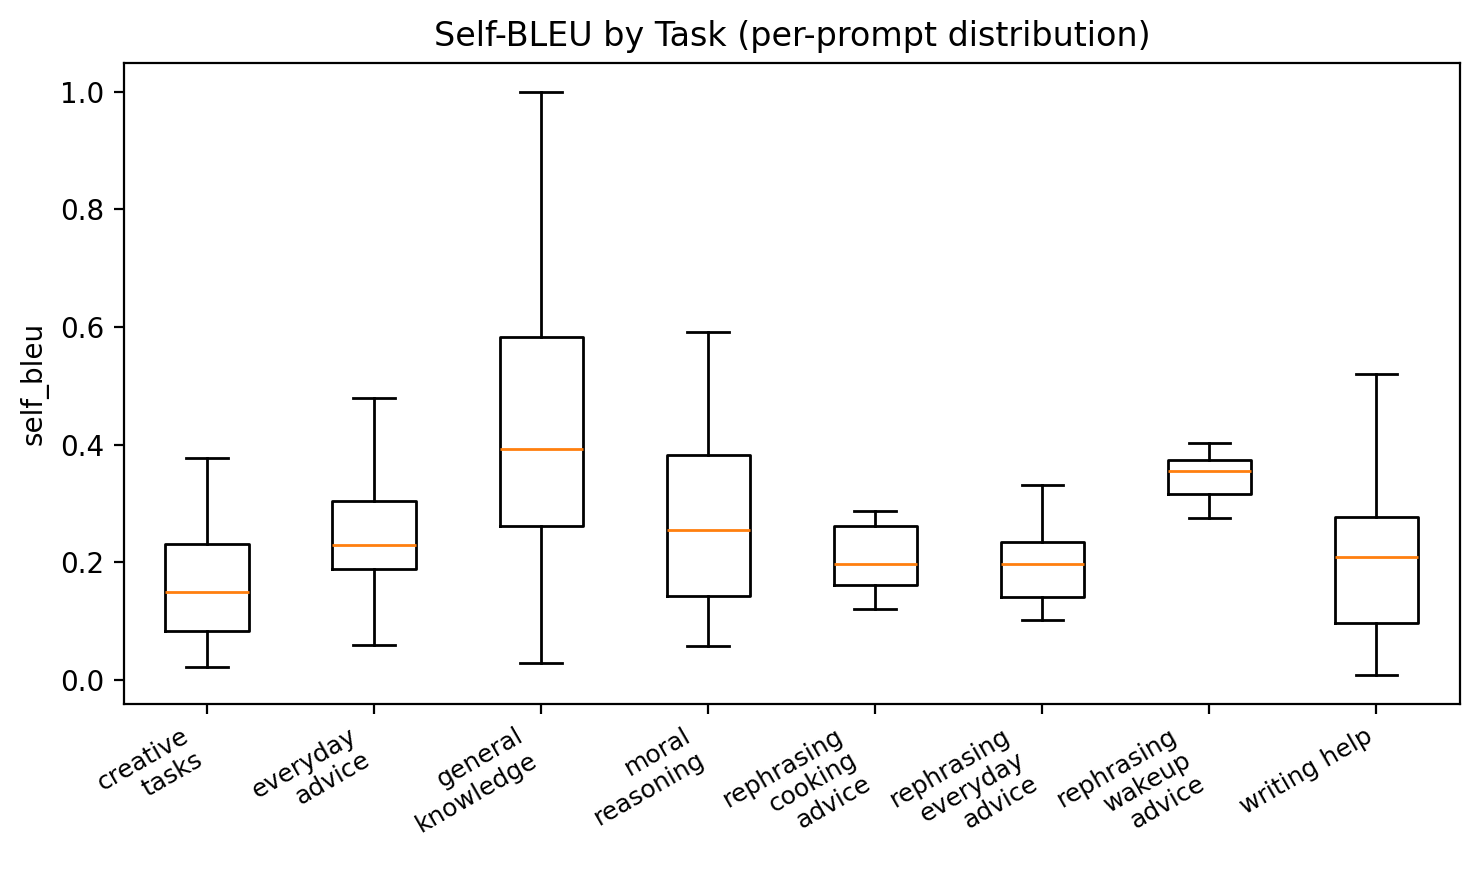 Self-BLEU by Task (per-prompt distribution)
self_bleu
1.0
0.8
0.6
0.4
0.2
0.0
creative
tasks
everyday
advice
general
knowledge
moral
reasoning
rephrasing
cooking
advice
rephrasing
everyday
advice
rephrasing
wakeup
advice
writing help